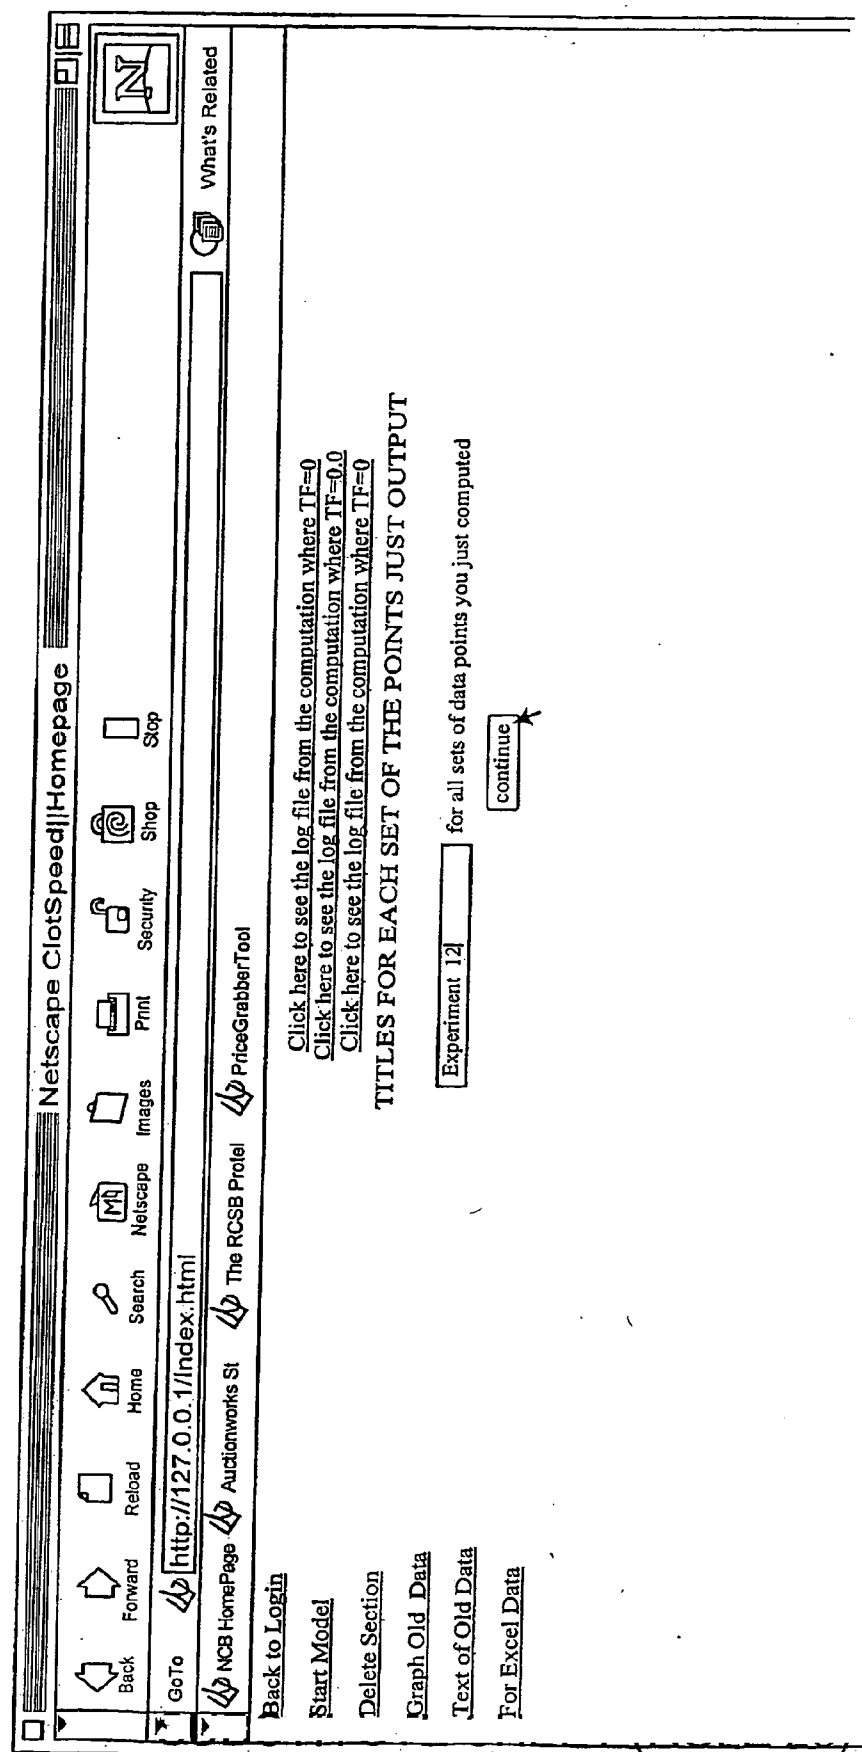 Netscape ClotSpeed||Homepage
N
Back Forward Reload Home Search Netscape Images Print Security Shop Stop
GoTo http://127.0.0.1/Index.html What's Related
NCB HomePage Auctionworks St The RCSB Protel PriceGrabberTool
Back to Login
Start Model
Delete Section
Graph Old Data
Text of Old Data
For Excel Data
Click here to see the log file from the computation where TF=0
Click here to see the log file from the computation where TF=0.0
Click here to see the log file from the computation where TF=0
TITLES FOR EACH SET OF THE POINTS JUST OUTPUT
Experiment 12 for all sets of data points you just computed
continue